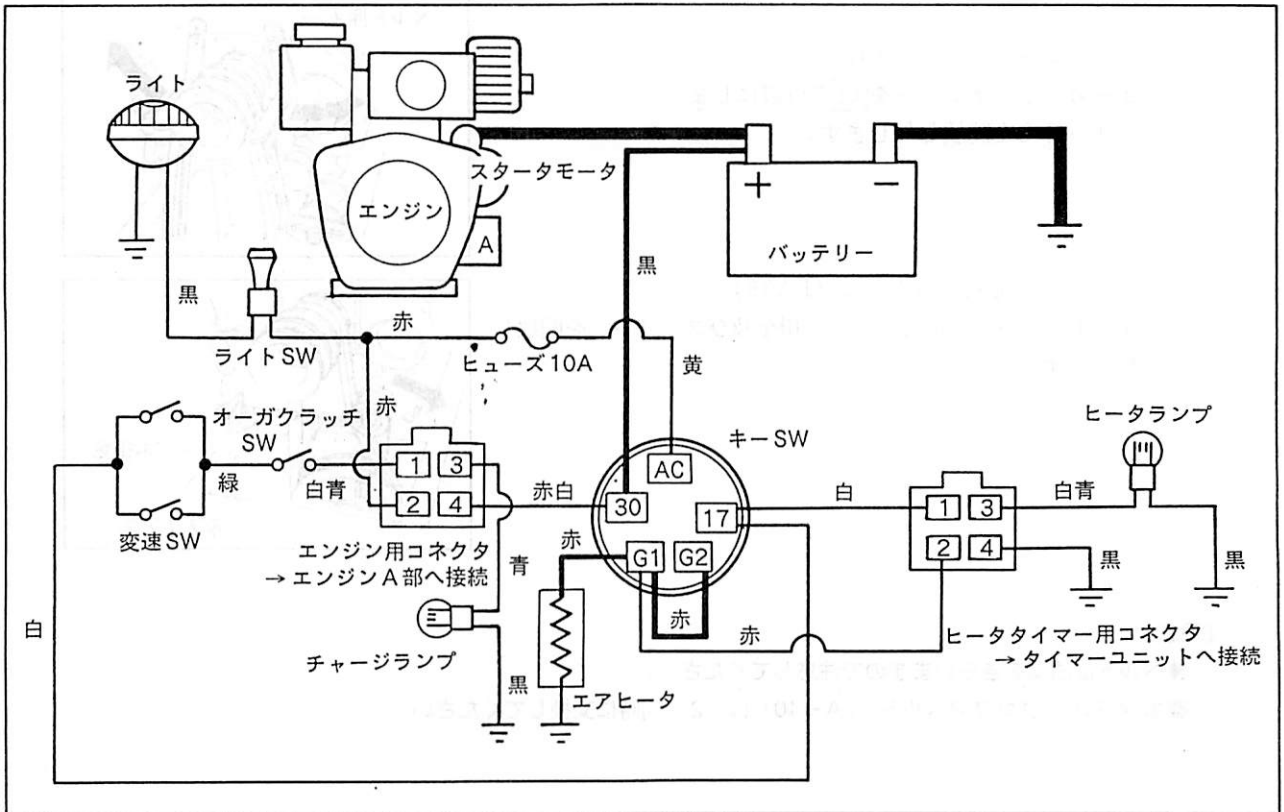 ライト
スタータモータ
エンジン
A
+
−
バッテリー
黒
黒
赤
ライトSW
ヒューズ10A
黄
オーガクラッチ
SW
赤
ヒータランプ
キーSW
緑
白青
1
3
2
4
赤白
AC
30
17
G1
G2
白
1
3
2
4
白青
変速SW
エンジン用コネクタ
→エンジンA部へ接続
青
赤
赤
赤
黒
黒
白
チャージランプ
黒
エアヒータ
ヒータタイマー用コネクタ
→タイマーユニットへ接続